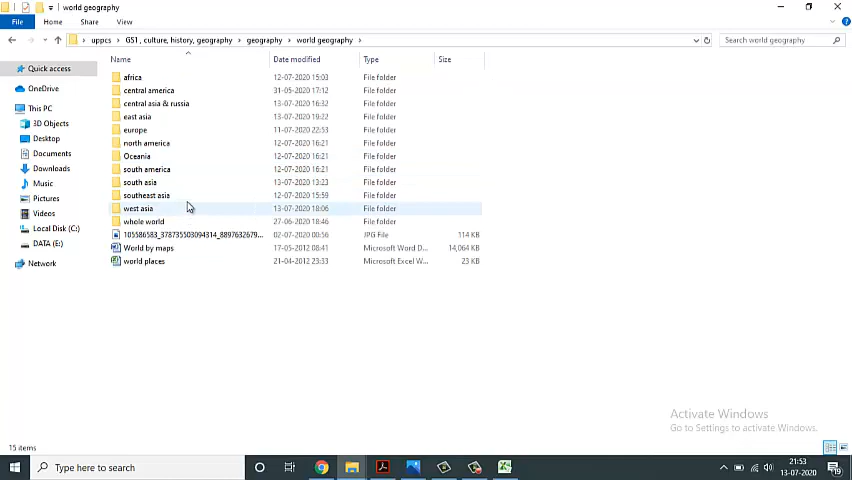 world geography
File Home Share View
uppcs GS1 , culture, history, geography geography world geography
Search world geography
Name Date modified Type Size
Quick access
OneDrive
This PC
3D Objects
Desktop
Documents
Downloads
Music
Pictures
Videos
Local Disk (C:)
DATA (E:)
Network
africa 12-07-2020 15:03 File folder
central america 31-05-2020 17:12 File folder
central asia & russia 13-07-2020 16:32 File folder
east asia 13-07-2020 19:22 File folder
europe 11-07-2020 22:53 File folder
north america 12-07-2020 16:21 File folder
Oceania 12-07-2020 16:21 File folder
south america 12-07-2020 16:21 File folder
south asia 13-07-2020 13:23 File folder
southeast asia 12-07-2020 15:59 File folder
west asia 13-07-2020 18:06 File folder
whole world 27-06-2020 18:46 File folder
105586583_378735503094314_8897632679... 02-07-2020 00:56 JPG File 114 KB
World by maps 17-05-2012 08:41 Microsoft Word D... 14,064 KB
world places 21-04-2012 23:33 Microsoft Excel W... 23 KB
Activate Windows
Go to Settings to activate Windows.
15 items
Type here to search
21:53
13-07-2020
19